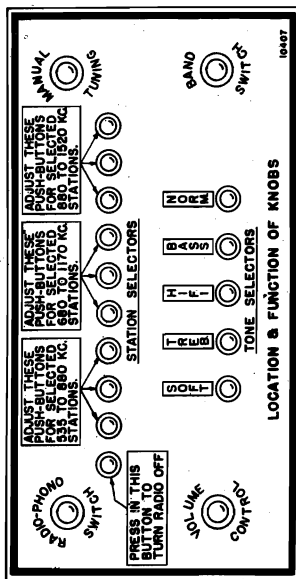 RADIO-PHONO
SWITCH
ADJUST THESE
PUSH-BUTTONS
FOR SELECTED
535 TO 880 KC.
STATIONS.
ADJUST THESE
PUSH-BUTTONS
FOR SELECTED
680 TO 1170 KC.
STATIONS.
ADJUST THESE
PUSH-BUTTONS
FOR SELECTED
880 TO 1520 KC.
STATIONS.
MANUAL
TUNING
PRESS IN THIS
BUTTON TO
TURN RADIO OFF
STATION SELECTORS
VOLUME
CONTROL
SOFT
TREB
HI FI
BASS
NORM.
BAND
SWITCH
TONE SELECTORS
LOCATION & FUNCTION OF KNOBS
10407